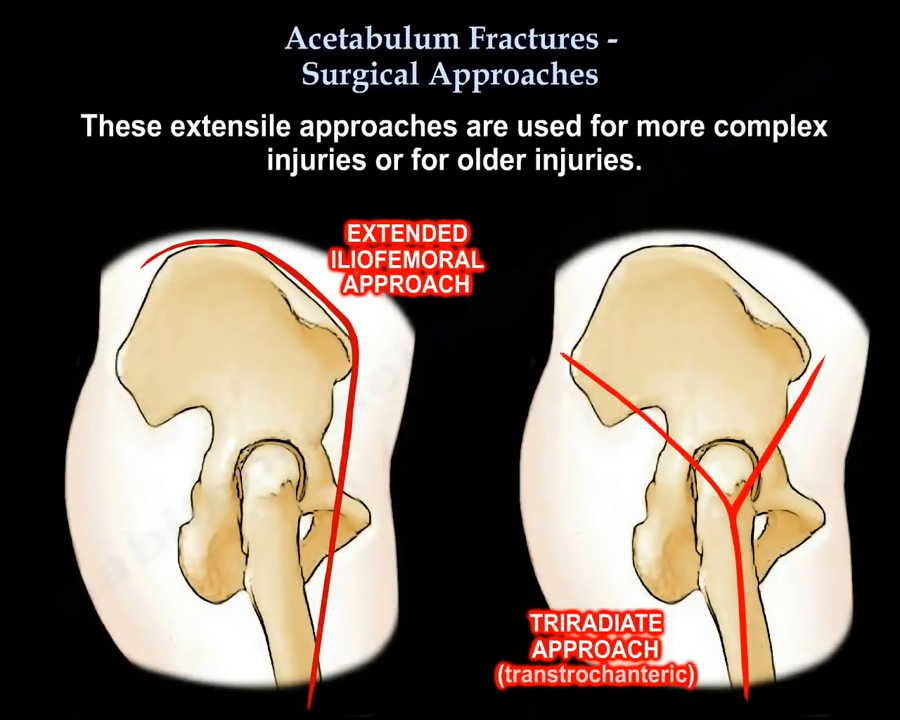 Acetabulum Fractures -
Surgical Approaches
These extensile approaches are used for more complex
injuries or for older injuries.
EXTENDED
ILIOFEMORAL
APPROACH
TRIRADIATE
APPROACH
(transtrochanteric)